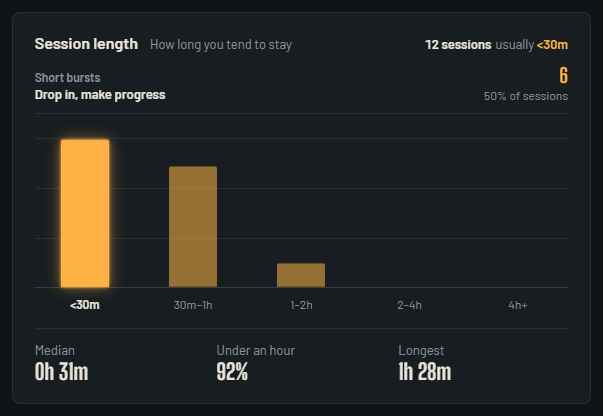 Session length How long you tend to stay 12 sessions usually <30m
Short bursts 6
Drop in, make progress 50% of sessions
<30m 30m–1h 1–2h 2–4h 4h+
Median Under an hour Longest
0h 31m 92% 1h 28m